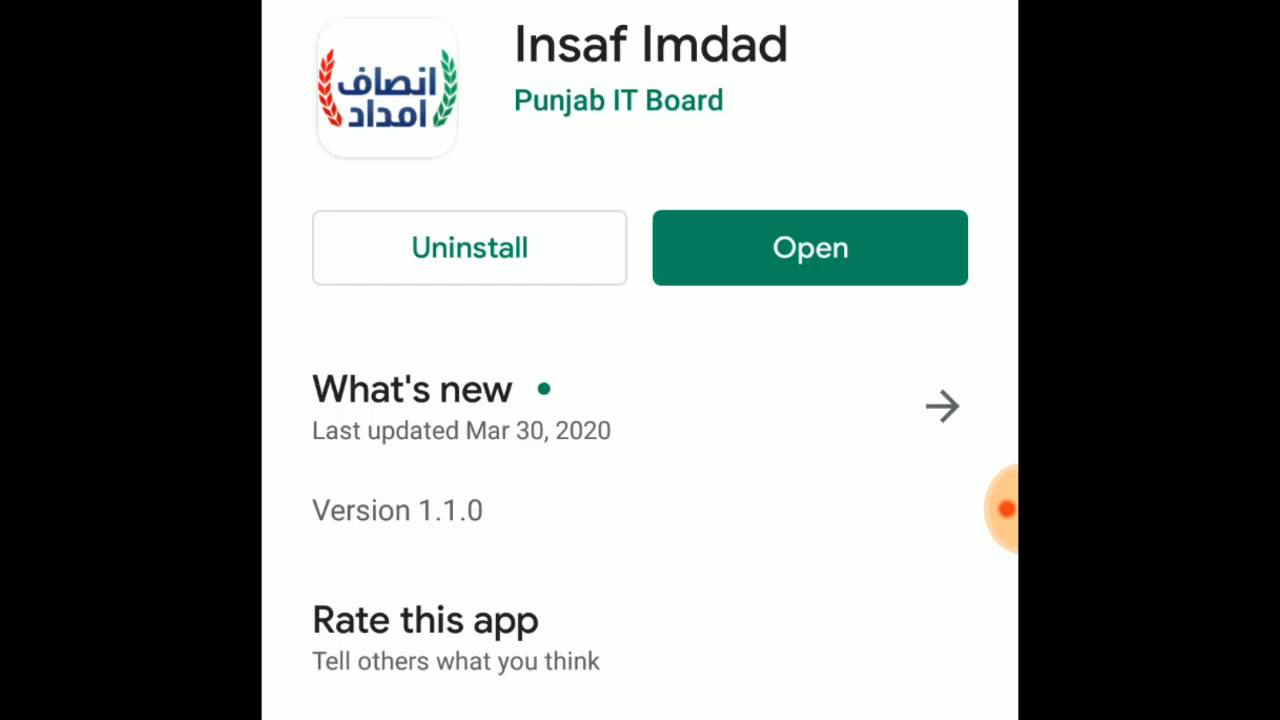 انصاف
امداد
Insaf Imdad
Punjab IT Board
Uninstall
Open
What's new
Last updated Mar 30, 2020
Version 1.1.0
Rate this app
Tell others what you think